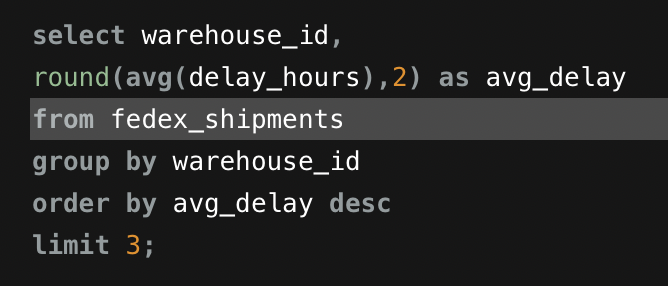 select warehouse_id,
round(avg(delay_hours),2) as avg_delay
from fedex_shipments
group by warehouse_id
order by avg_delay desc
limit 3;